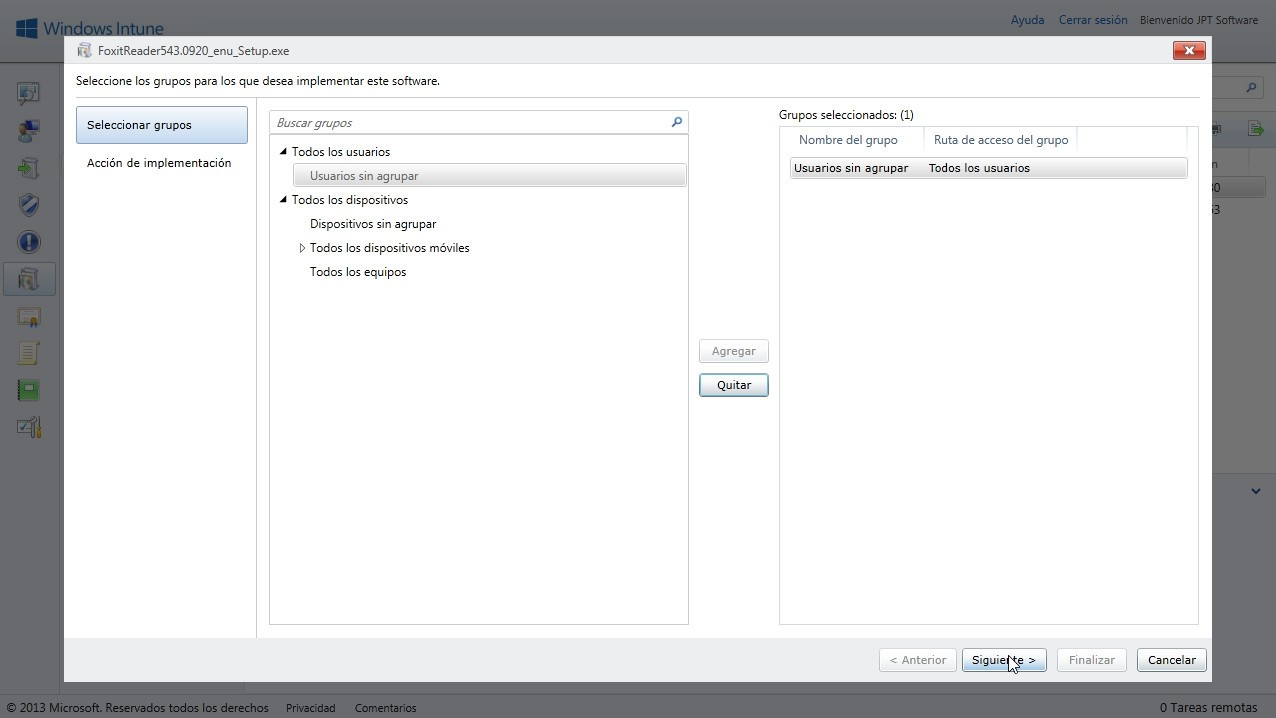 Windows Intune
Ayuda Cerrar sesión Bienvenido JPT Software
FoxitReader543.0920_enu_Setup.exe
Seleccione los grupos para los que desea implementar este software.
Seleccionar grupos
Acción de implementación
Buscar grupos
Todos los usuarios
Usuarios sin agrupar
Todos los dispositivos
Dispositivos sin agrupar
Todos los dispositivos móviles
Todos los equipos
Agregar
Quitar
Grupos seleccionados: (1)
Nombre del grupo Ruta de acceso del grupo
Usuarios sin agrupar Todos los usuarios
< Anterior Siguiente > Finalizar Cancelar
© 2013 Microsoft. Reservados todos los derechos Privacidad Comentarios 0 Tareas remotas